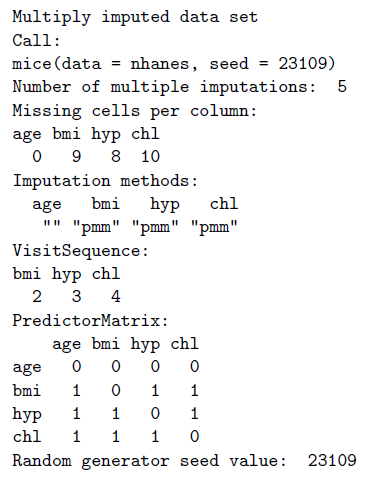 Multiply imputed data set
Call:
mice(data = nhanes, seed = 23109)
Number of multiple imputations:  5
Missing cells per column:
age bmi hyp chl
  0   9   8  10
Imputation methods:
  age   bmi   hyp   chl
   "" "pmm" "pmm" "pmm"
VisitSequence:
bmi hyp chl
  2   3   4
PredictorMatrix:
    age bmi hyp chl
age   0   0   0   0
bmi   1   0   1   1
hyp   1   1   0   1
chl   1   1   1   0
Random generator seed value:  23109